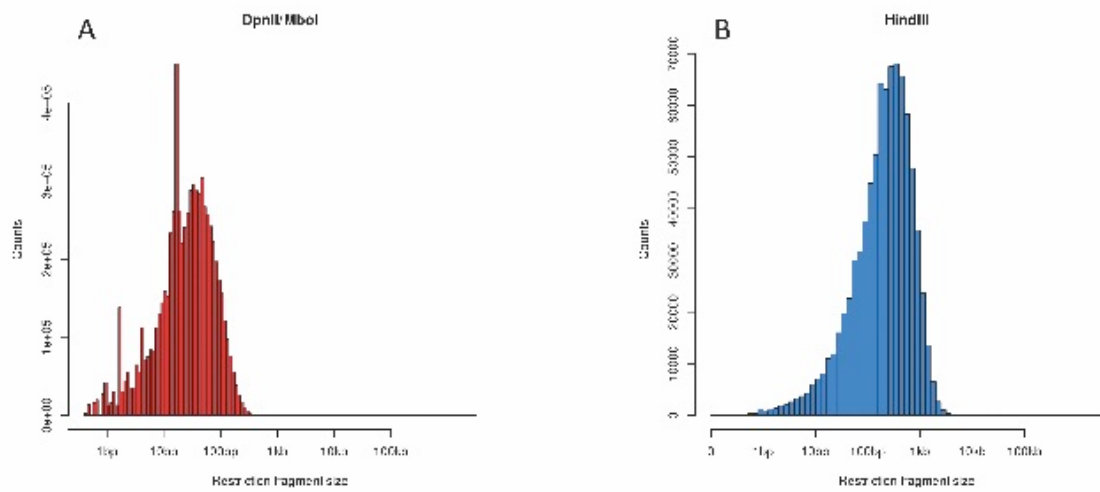 A
DpnII/MboI
4e+05
3e+05
2e+05
1e+05
0e+00
Counts
1bp
10bp
100bp
1kb
10kb
100kb
Restriction fragment size
B
HindIII
70000
60000
50000
40000
30000
20000
10000
0
Counts
0
1bp
10bp
100bp
1kb
10kb
100kb
Restriction fragment size